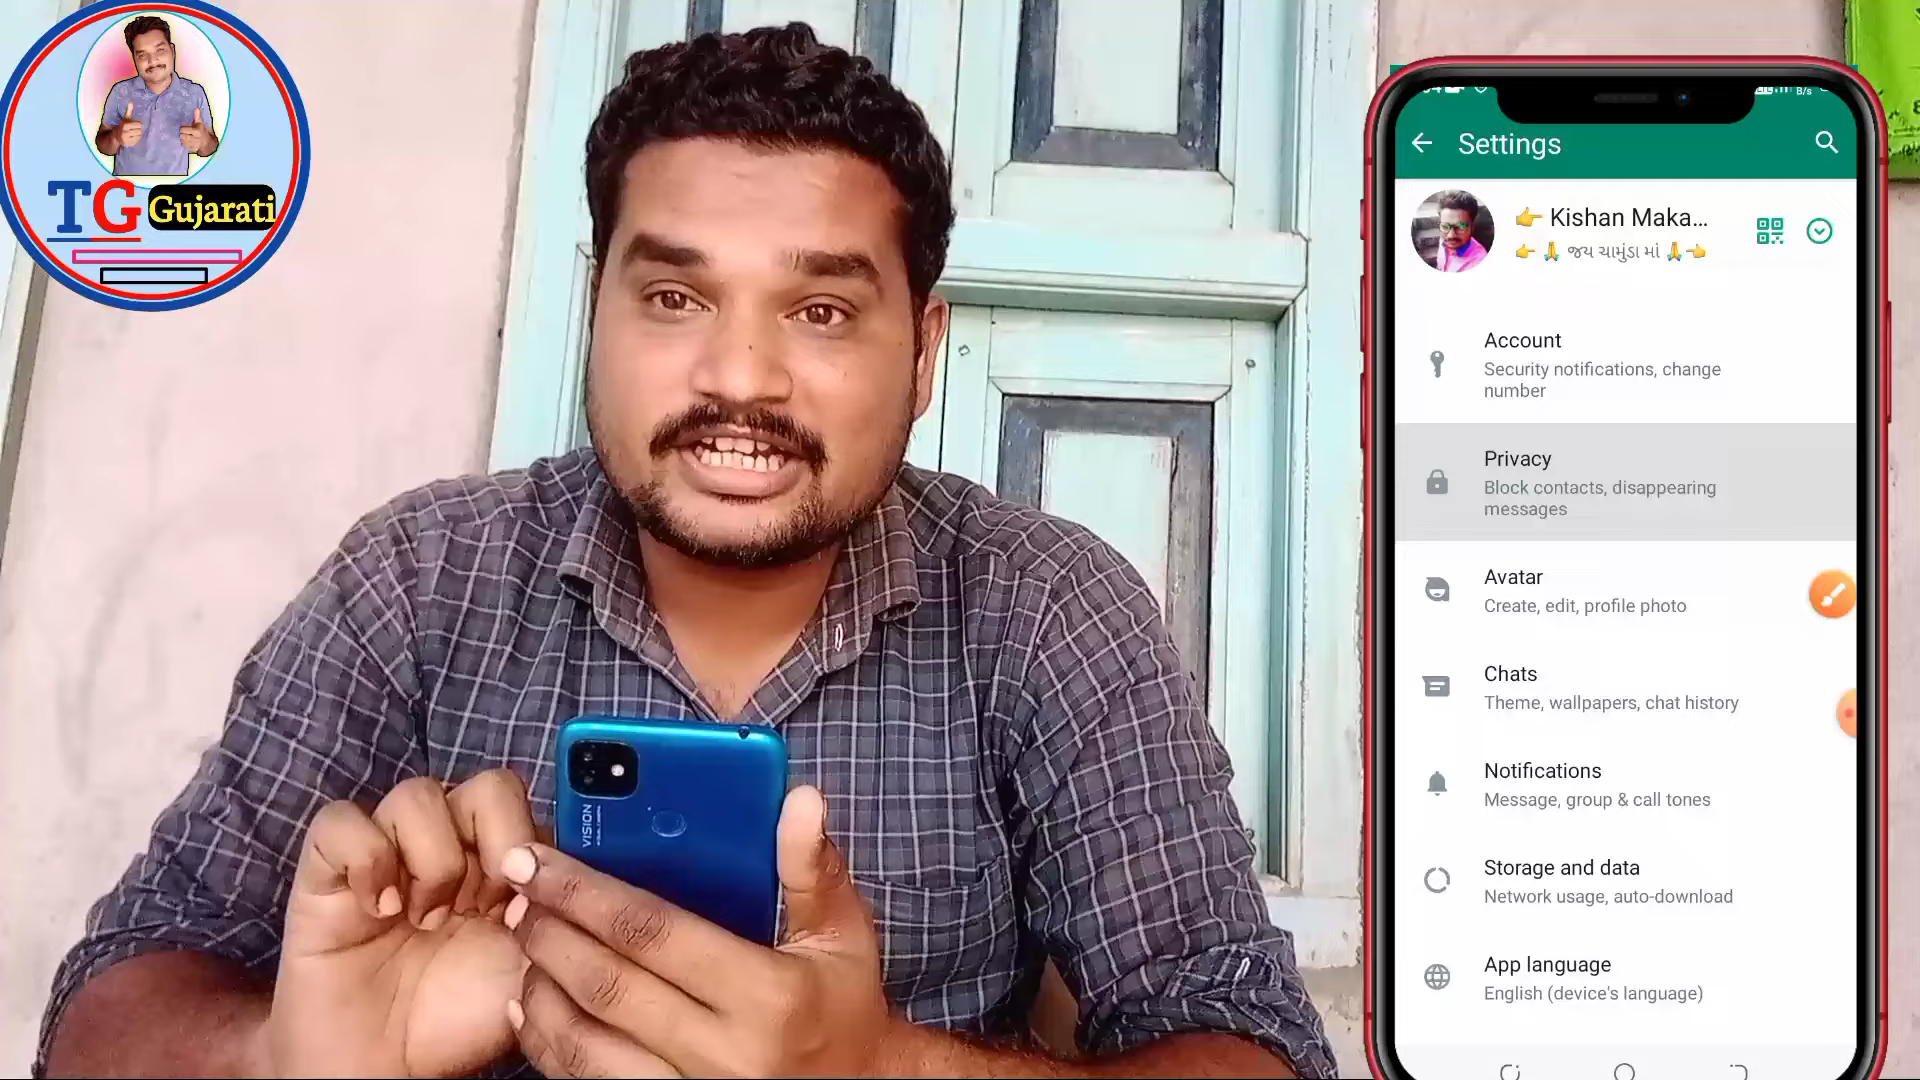 TG Gujarati
Settings
👉 Kishan Maka...
👉 🙏 જય ચામુંડા માં 🙏👈
Account
Security notifications, change
number
Privacy
Block contacts, disappearing
messages
Avatar
Create, edit, profile photo
Chats
Theme, wallpapers, chat history
Notifications
Message, group & call tones
Storage and data
Network usage, auto-download
App language
English (device's language)
VISION
B/s